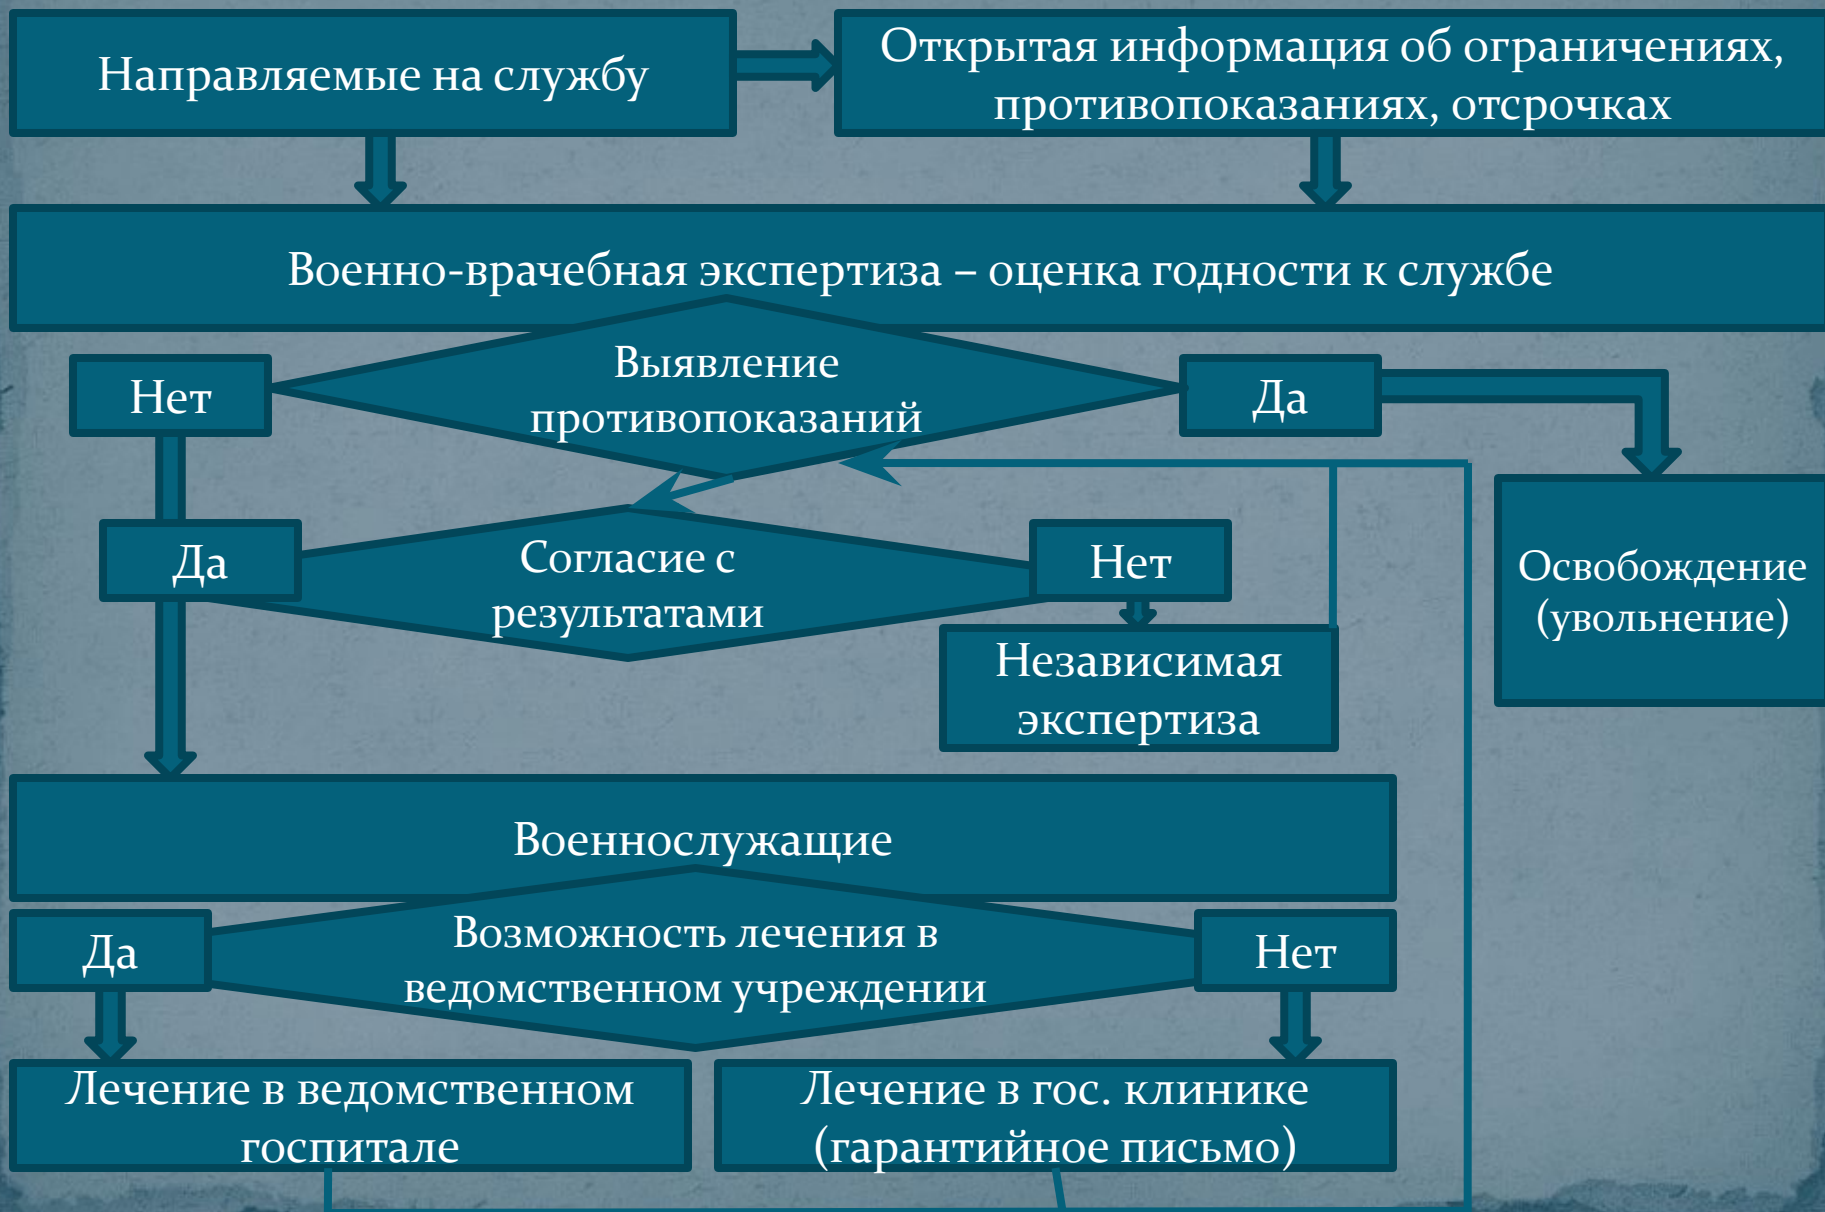 Направляемые на службу
Открытая информация об ограничениях,
противопоказаниях, отсрочках
Военно-врачебная экспертиза – оценка годности к службе
Выявление
противопоказаний
Нет
Да
Согласие с
результатами
Да
Нет
Освобождение
(увольнение)
Независимая
экспертиза
Военнослужащие
Возможность лечения в
ведомственном учреждении
Да
Нет
Лечение в ведомственном
госпитале
Лечение в гос. клинике
(гарантийное письмо)